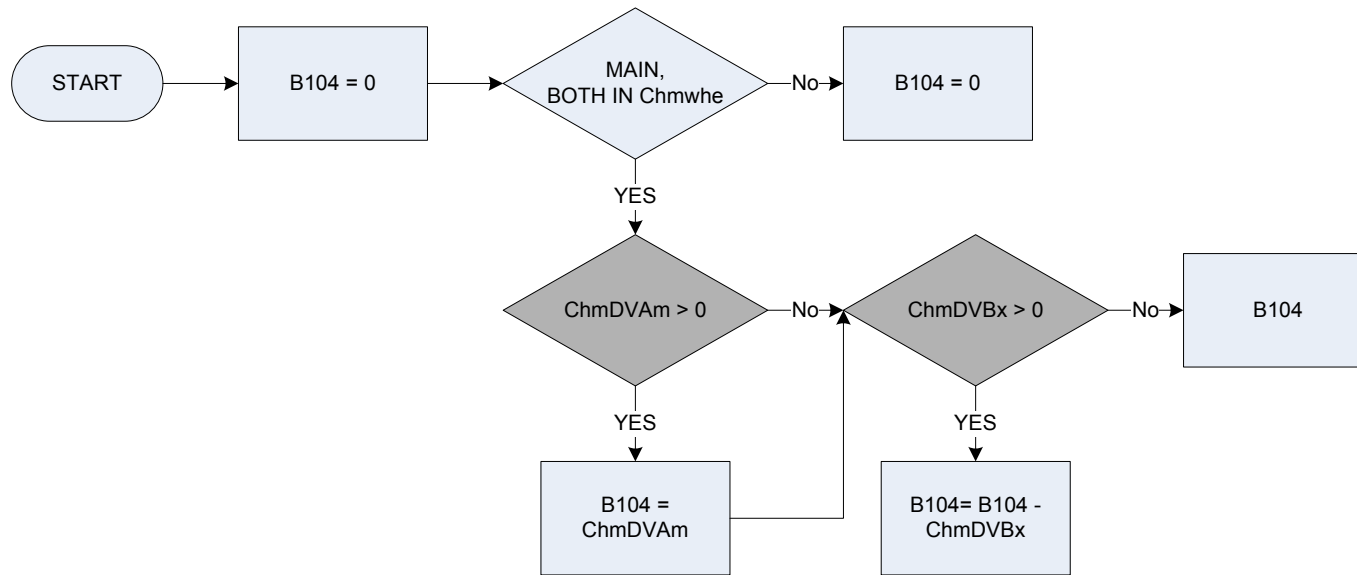 START
B104 = 0
MAIN,
BOTH IN Chmwhe
No
B104 = 0
YES
ChmDVAm > 0
No
ChmDVBx > 0
No
B104
YES
YES
B104 =
ChmDVAm
B104= B104 -
ChmDVBx